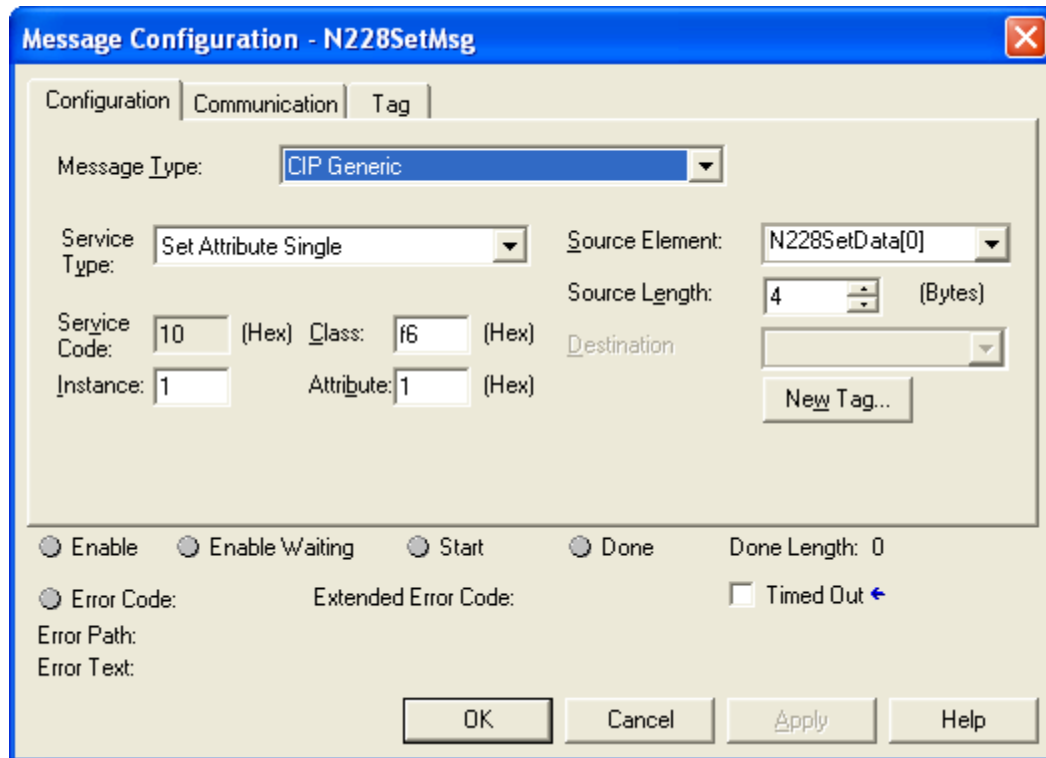 Message Configuration - N228SetMsg
Configuration Communication Tag
Message Type: CIP Generic
Service Type: Set Attribute Single
Source Element: N228SetData[0]
Source Length: 4 (Bytes)
Service Code: 10 (Hex) Class: f6 (Hex)
Destination
Instance: 1 Attribute: 1 (Hex)
New Tag...
Enable Enable Waiting Start Done Done Length: 0
Error Code: Extended Error Code: Timed Out
Error Path:
Error Text:
OK Cancel Apply Help